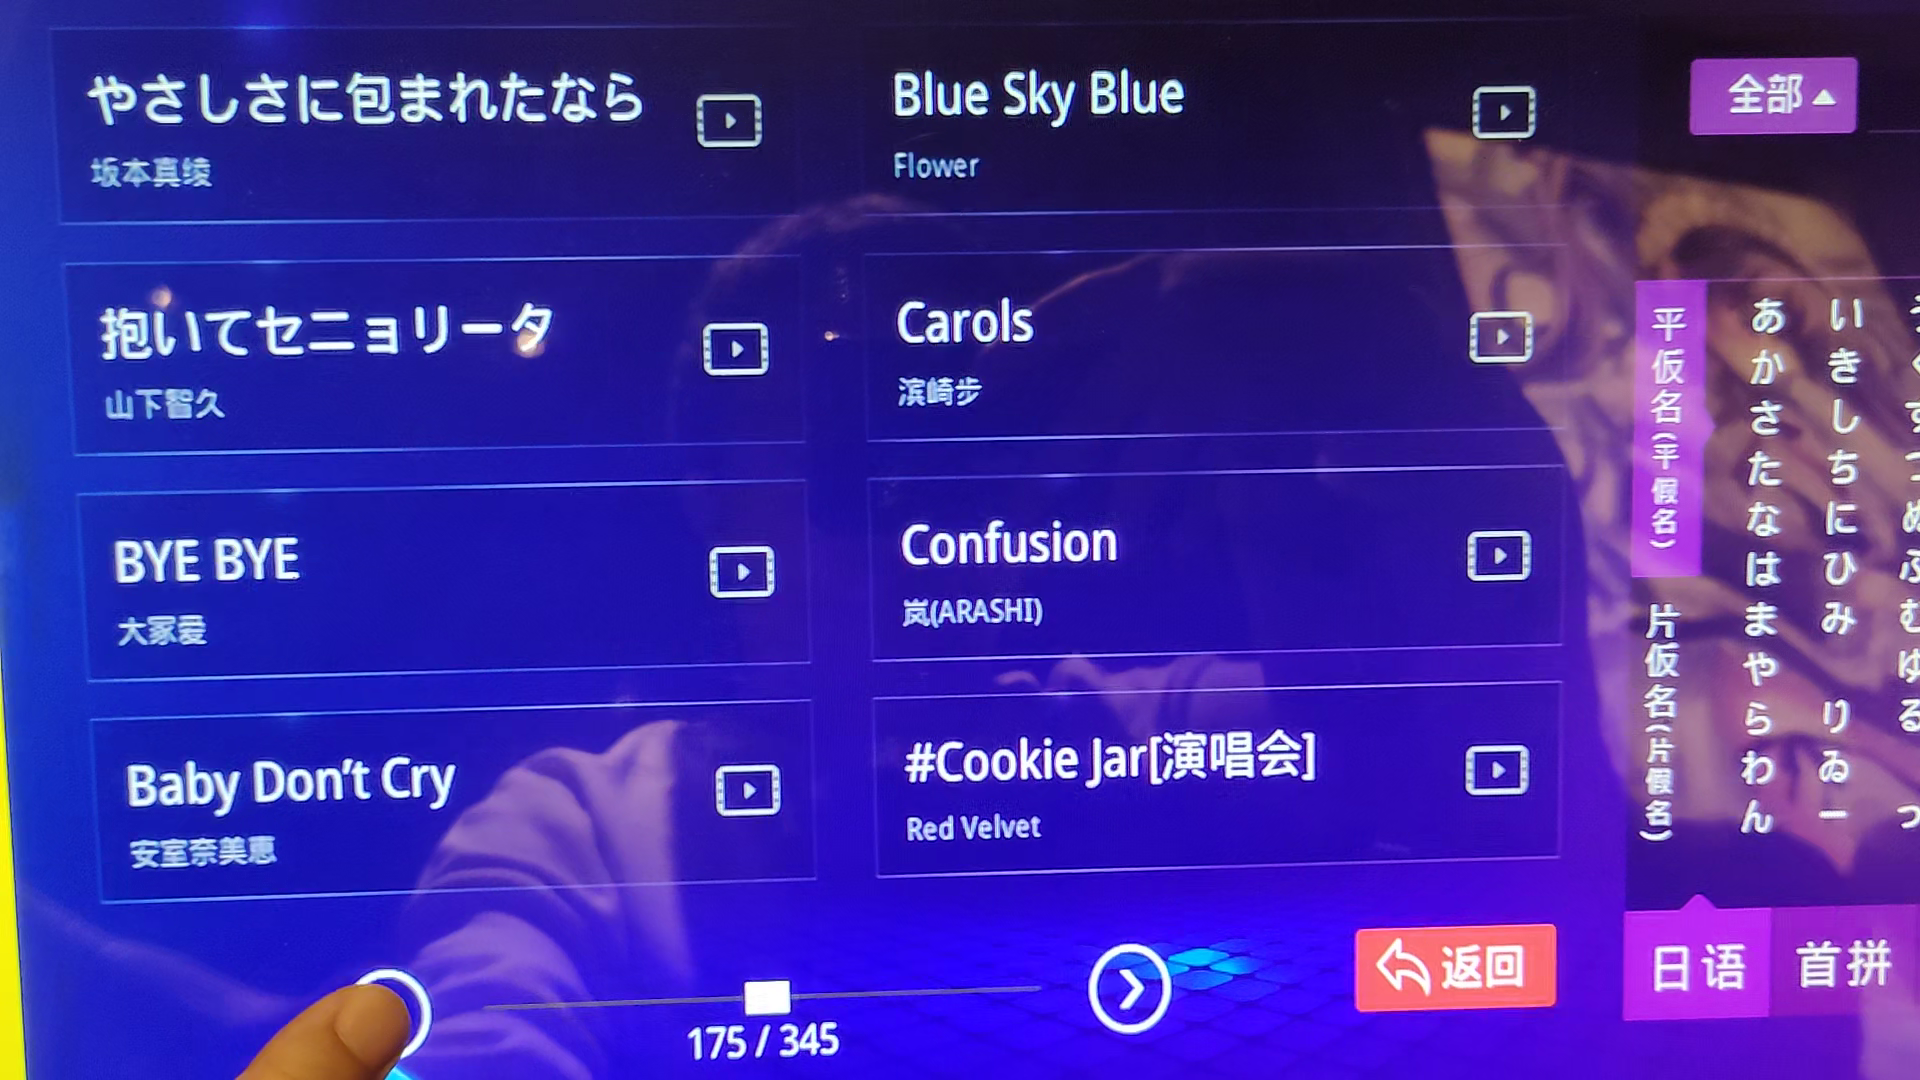 やさしさに包まれたなら
坂本真绫
Blue Sky Blue
Flower
抱いてセニョリータ
山下智久
Carols
滨崎步
BYE BYE
大冢爱
Confusion
岚(ARASHI)
Baby Don't Cry
安室奈美惠
#Cookie Jar[演唱会]
Red Velvet
175 / 345
返回
全部
平仮名(平假名)
片仮名(片假名)
あかさたなはまやらわん
いきしちにひみ りゐー
日语
首拼